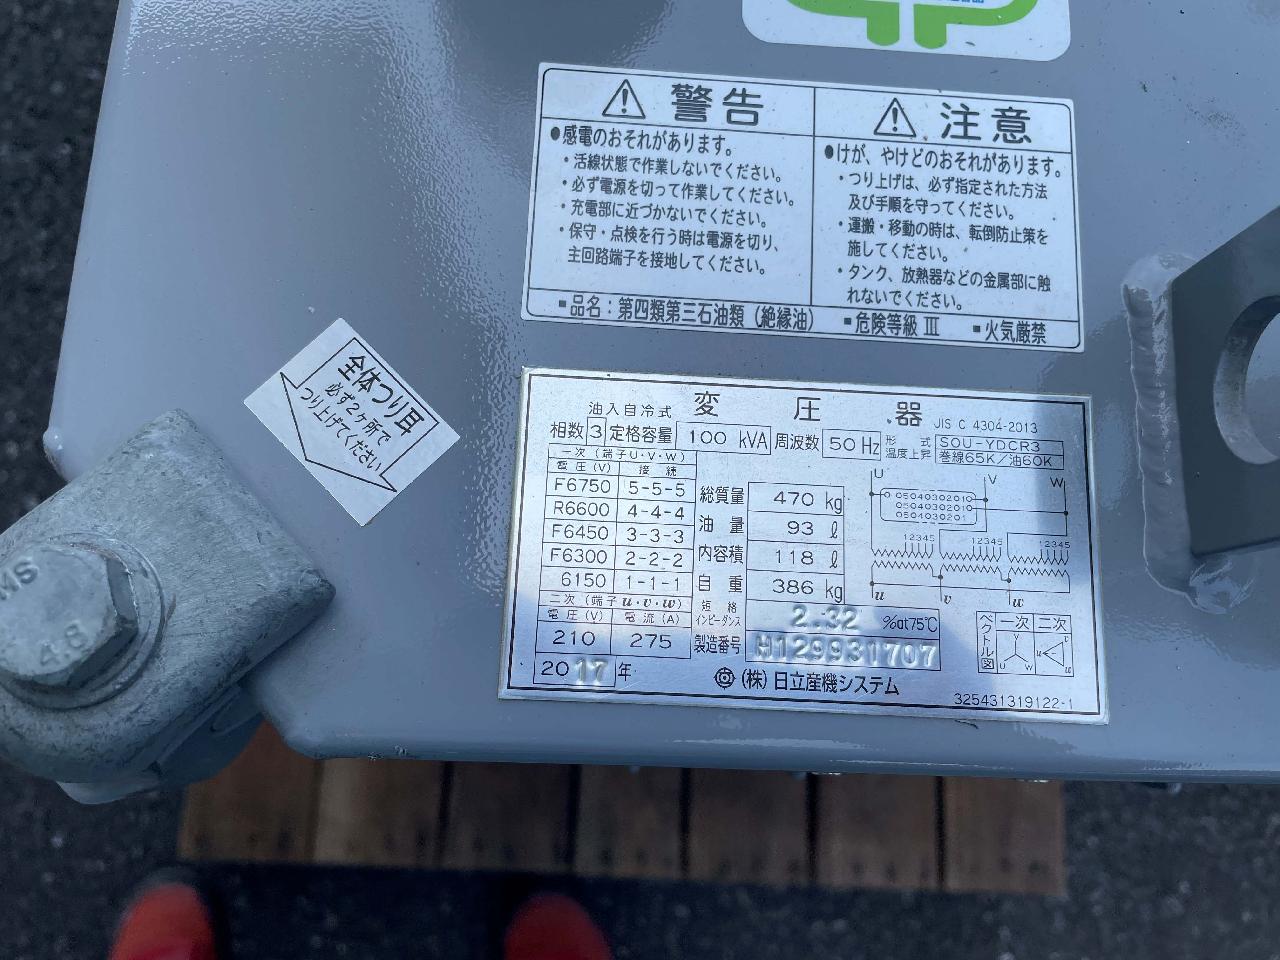 警告
●感電のおそれがあります。
・活線状態で作業しないでください。
・必ず電源を切って作業してください。
・充電部に近づかないでください。
・保守・点検を行う時は電源を切り、
主回路端子を接地してください。
注意
●けが、やけどのおそれがあります。
・つり上げは、必ず指定された方法
及び手順を守ってください。
・運搬・移動の時は、転倒防止策を
施してください。
・タンク、放熱器などの金属部に触
れないでください。
▪品名：第四類第三石油類（絶縁油） ▪危険等級 III ▪火気厳禁
全体つり耳
必ず2ヶ所で
つり上げてください
油入自冷式 変圧器 JIS C 4304-2013
相数 3 定格容量 100 kVA 周波数 50 Hz 形式 SOU-YDCR3
温度上昇 巻線65K/油60K
一次（端子U・V・W）
電圧(V) 接続
F6750 5-5-5
R6600 4-4-4
F6450 3-3-3
F6300 2-2-2
6150 1-1-1
二次（端子u・v・w）
電圧(V) 電流(A)
210 275
2017年
総質量 470 kg
油量 93 ℓ
内容積 118 ℓ
自重 386 kg
短絡インピーダンス 2.32 %at75℃
製造番号 H129931707
(株)日立産機システム
U V W
05040302010
05040302010
0504030201
12345 12345 12345
u v w
ベクトル図 一次 二次
V
U W
v
u
w
325431319122-1
MS
4.8